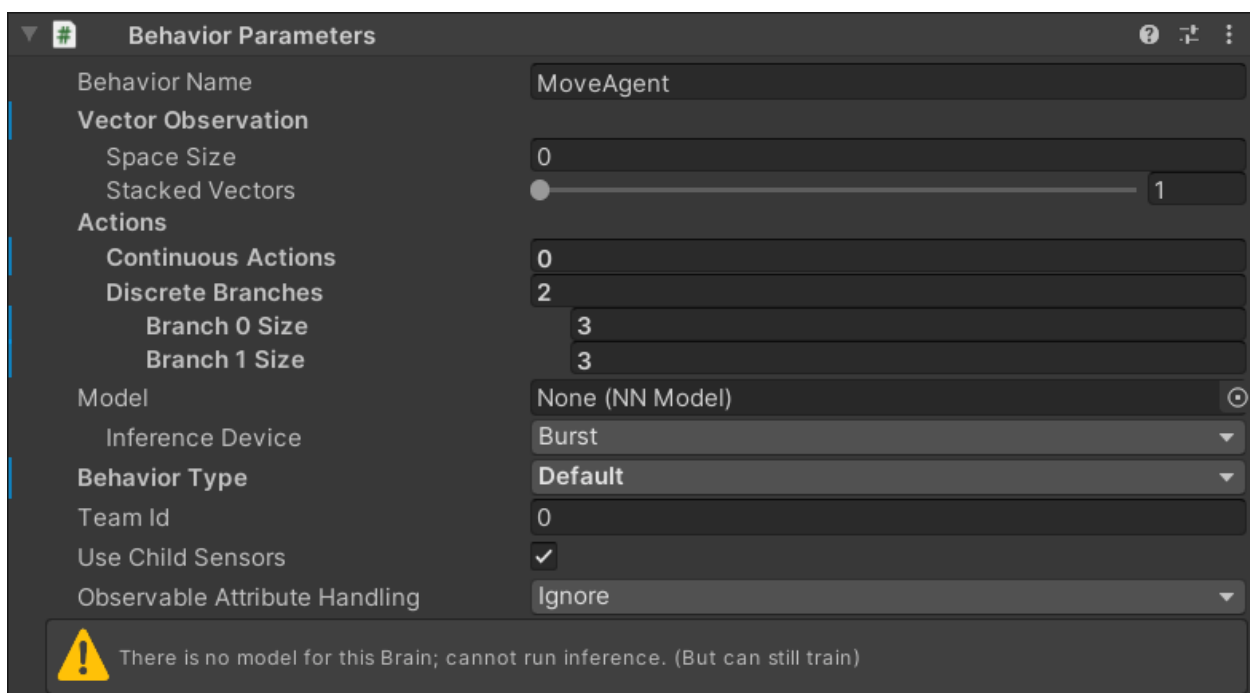 # Behavior Parameters
Behavior Name MoveAgent
Vector Observation
Space Size 0
Stacked Vectors 1
Actions
Continuous Actions 0
Discrete Branches 2
Branch 0 Size 3
Branch 1 Size 3
Model None (NN Model)
Inference Device Burst
Behavior Type Default
Team Id 0
Use Child Sensors
Observable Attribute Handling Ignore
There is no model for this Brain; cannot run inference. (But can still train)